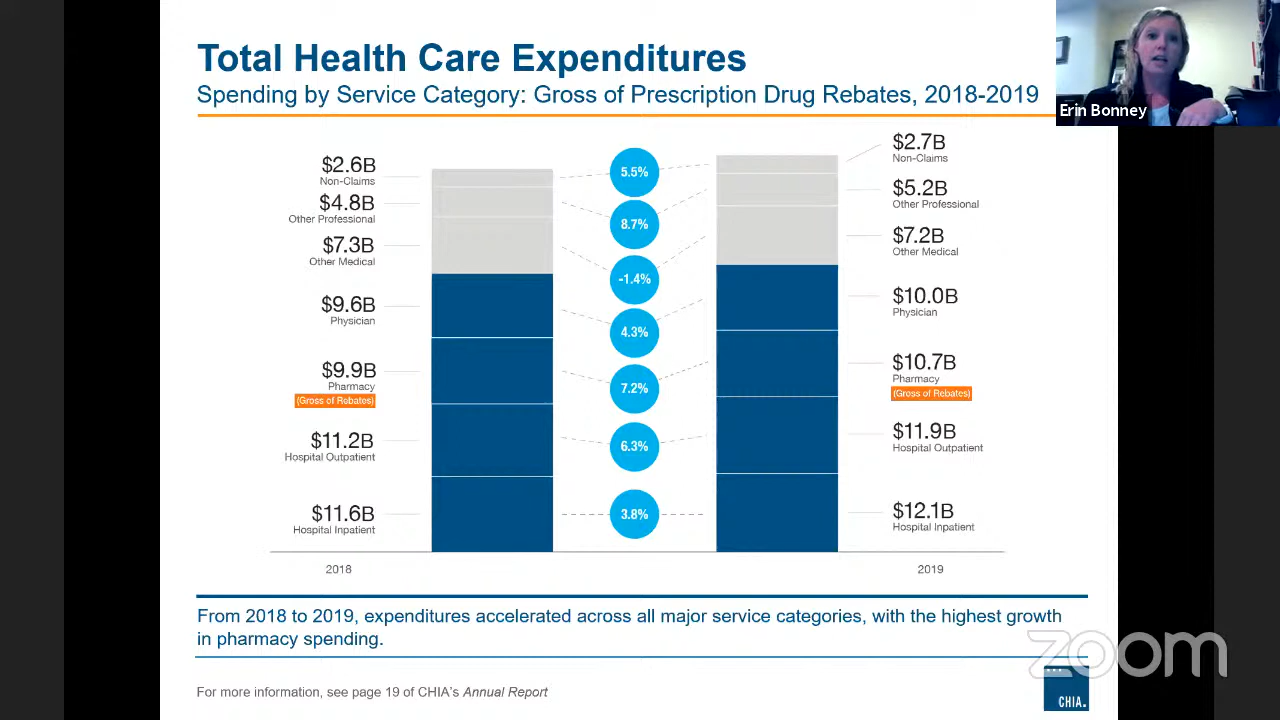 Total Health Care Expenditures
Spending by Service Category: Gross of Prescription Drug Rebates, 2018-2019
Erin Bonney
$2.6B
Non-Claims
$4.8B
Other Professional
$7.3B
Other Medical
$9.6B
Physician
$9.9B
Pharmacy
(Gross of Rebates)
$11.2B
Hospital Outpatient
$11.6B
Hospital Inpatient
2018
5.5%
8.7%
-1.4%
4.3%
7.2%
6.3%
3.8%
$2.7B
Non-Claims
$5.2B
Other Professional
$7.2B
Other Medical
$10.0B
Physician
$10.7B
Pharmacy
(Gross of Rebates)
$11.9B
Hospital Outpatient
$12.1B
Hospital Inpatient
2019
From 2018 to 2019, expenditures accelerated across all major service categories, with the highest growth
in pharmacy spending.
zoom
For more information, see page 19 of CHIA's Annual Report
CHIA.